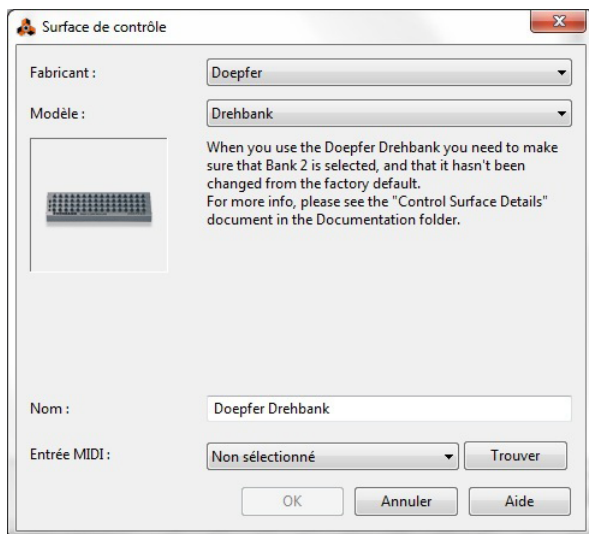 Surface de contrôle
Fabricant :
Doepfer
Modèle :
Drehbank
When you use the Doepfer Drehbank you need to make
sure that Bank 2 is selected, and that it hasn't been
changed from the factory default.
For more info, please see the "Control Surface Details"
document in the Documentation folder.
Nom :
Doepfer Drehbank
Entrée MIDI :
Non sélectionné
Trouver
OK
Annuler
Aide